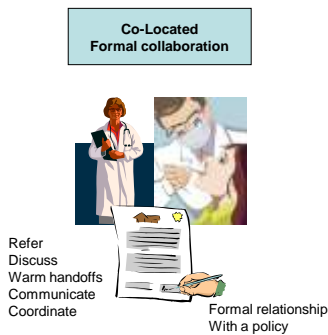 Co-Located
Formal collaboration
Refer
Discuss
Warm handoffs
Communicate
Coordinate
Formal relationship
With a policy